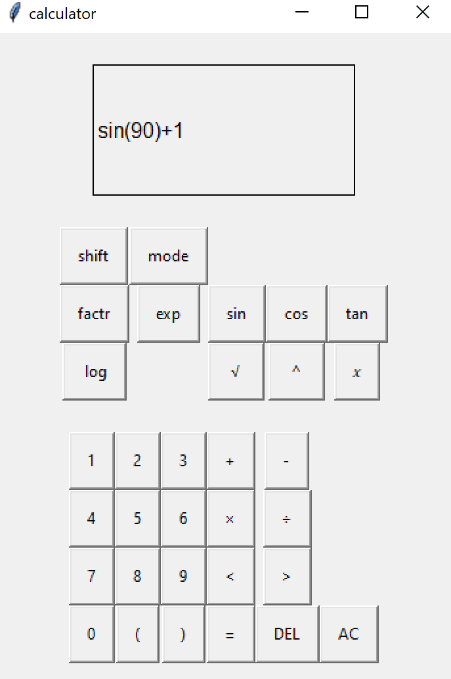 calculator
sin(90)+1
shift mode
factr exp sin cos tan
log √ ^ x
1 2 3 + -
4 5 6 × ÷
7 8 9 < >
0 ( ) = DEL AC